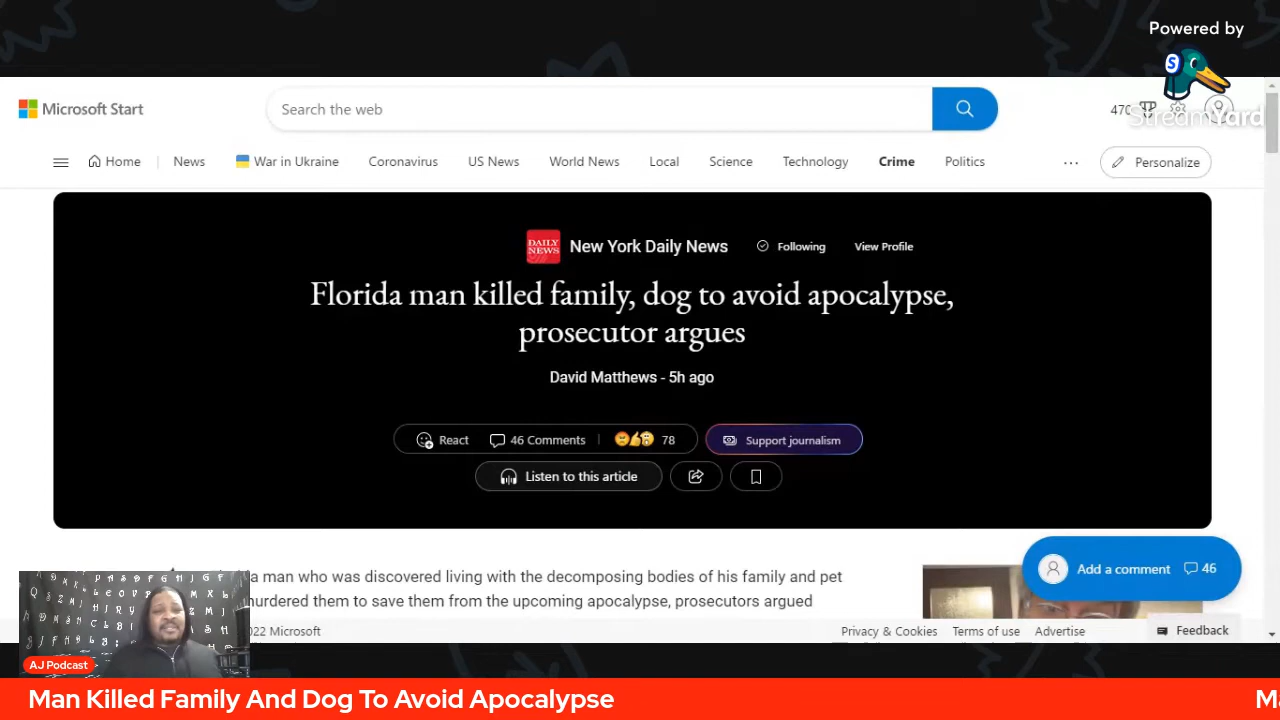 Powered by
StreamYard
Microsoft Start
Search the web
470
Home
News
War in Ukraine
Coronavirus
US News
World News
Local
Science
Technology
Crime
Politics
...
Personalize
DAILY NEWS
New York Daily News
Following
View Profile
Florida man killed family, dog to avoid apocalypse,
prosecutor argues
David Matthews - 5h ago
React
46 Comments
78
Support journalism
Listen to this article
a man who was discovered living with the decomposing bodies of his family and pet
murdered them to save them from the upcoming apocalypse, prosecutors argued
Add a comment
46
2022 Microsoft
Privacy & Cookies
Terms of use
Advertise
Feedback
AJ Podcast
Man Killed Family And Dog To Avoid Apocalypse